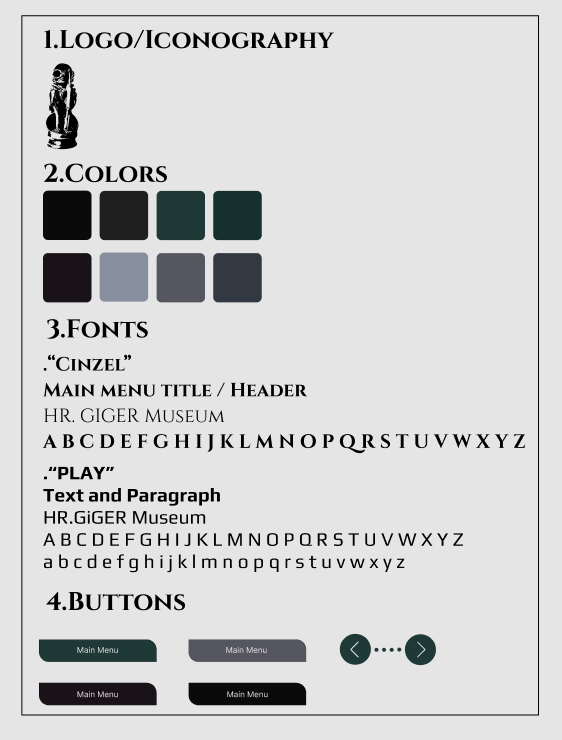 1.Logo/Iconography
2.Colors
3.Fonts
."Cinzel"
Main menu title / Header
HR. GIGER Museum
A B C D E F G H I J K L M N O P Q R S T U V W X Y Z
."PLAY"
Text and Paragraph
HR.GiGER Museum
A B C D E F G H I J K L M N O P Q R S T U V W X Y Z
a b c d e f g h i j k l m n o p q r s t u v w x y z
4.Buttons
Main Menu
Main Menu
Main Menu
Main Menu